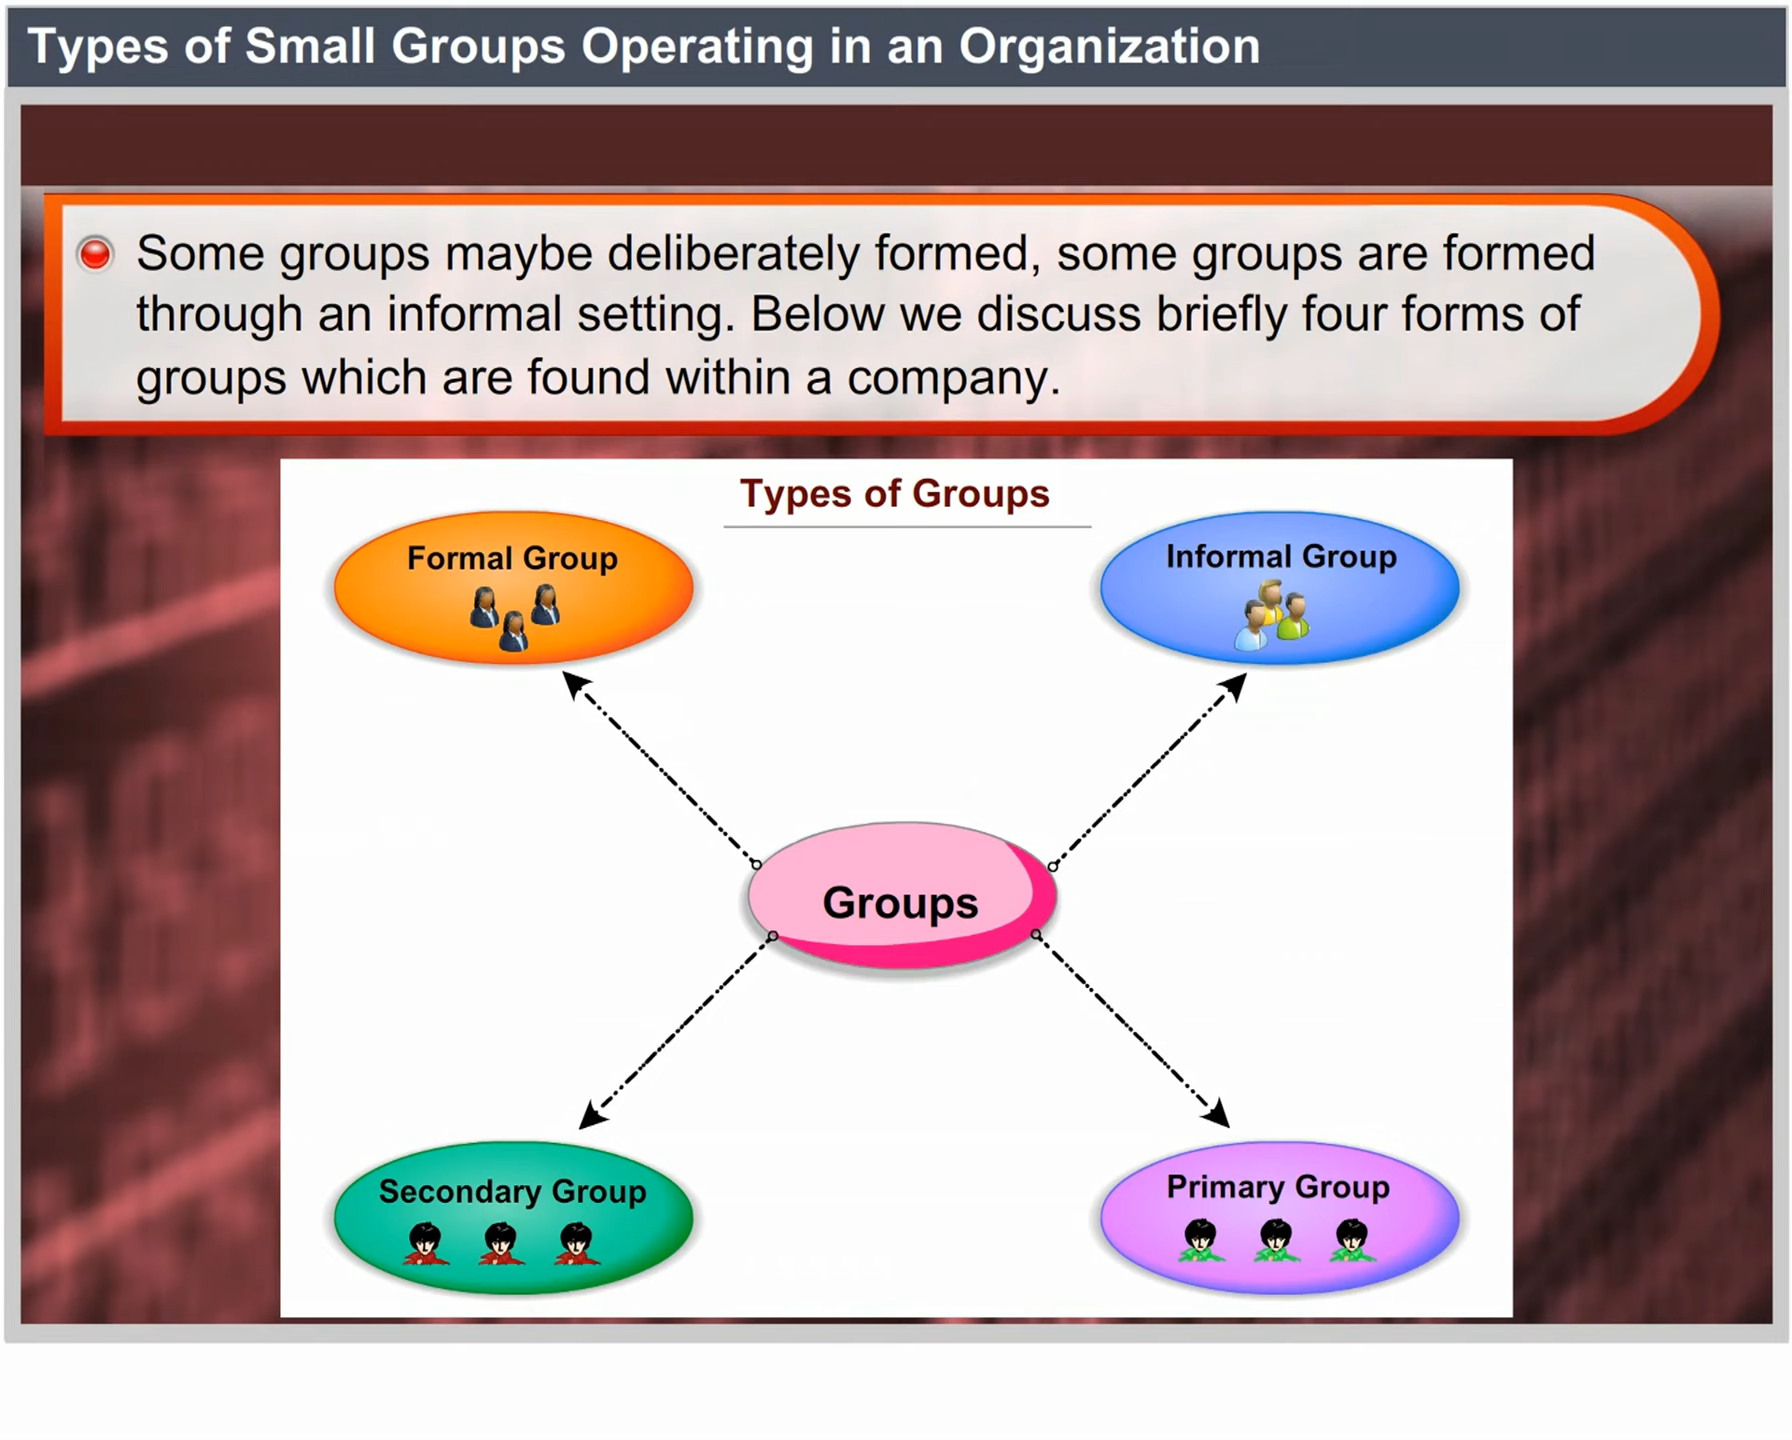 Types of Small Groups Operating in an Organization
Some groups maybe deliberately formed, some groups are formed
through an informal setting. Below we discuss briefly four forms of
groups which are found within a company.
Types of Groups
Formal Group
Informal Group
Groups
Secondary Group
Primary Group